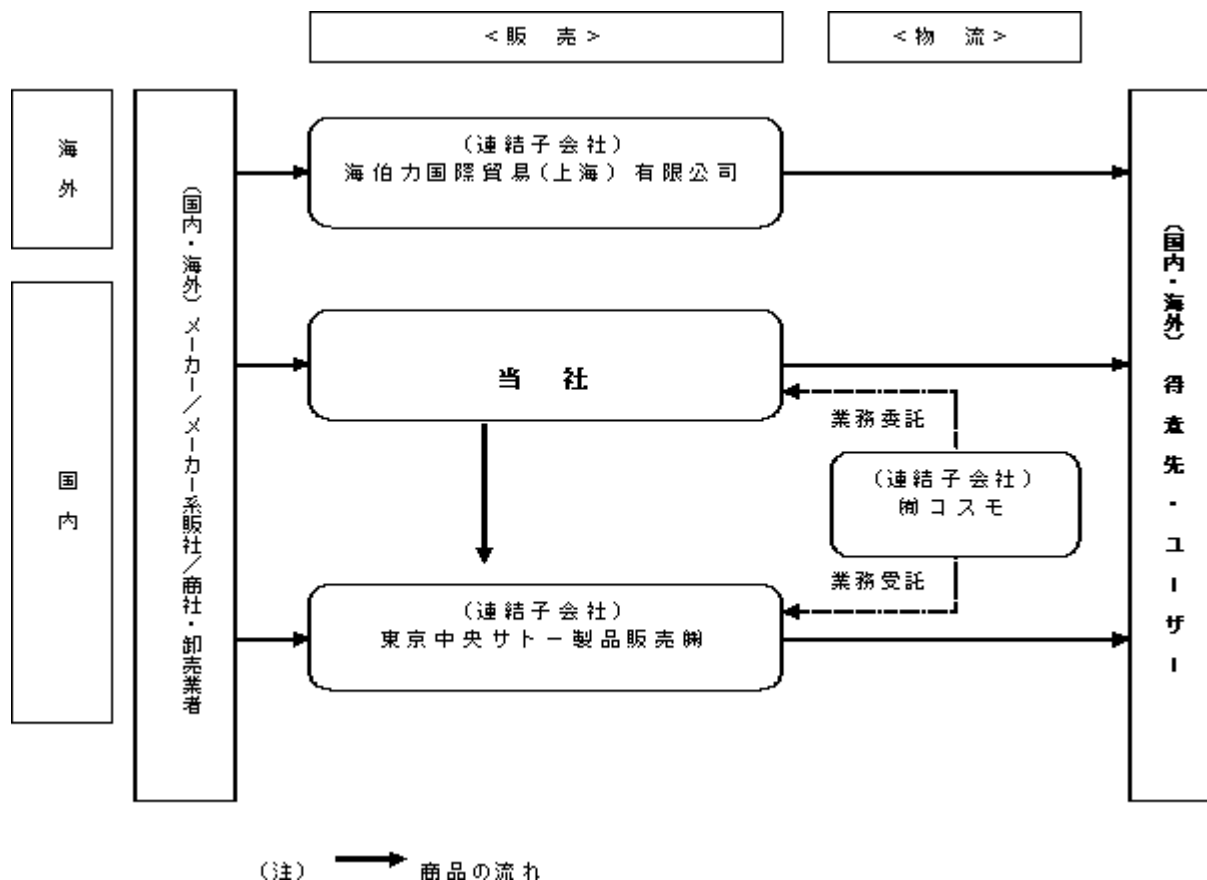 <販 売>
<物 流>
海外
国内
(国内・海外)メーカー/メーカー系販社/商社・卸売業者
(連結子会社)
海伯力国際貿易(上海)有限公司
当 社
業務委託
(連結子会社)
㈲コスモ
業務受託
(連結子会社)
東京中央サトー製品販売㈱
(国内・海外) 得意先・ユーザー
(注) 商品の流れ